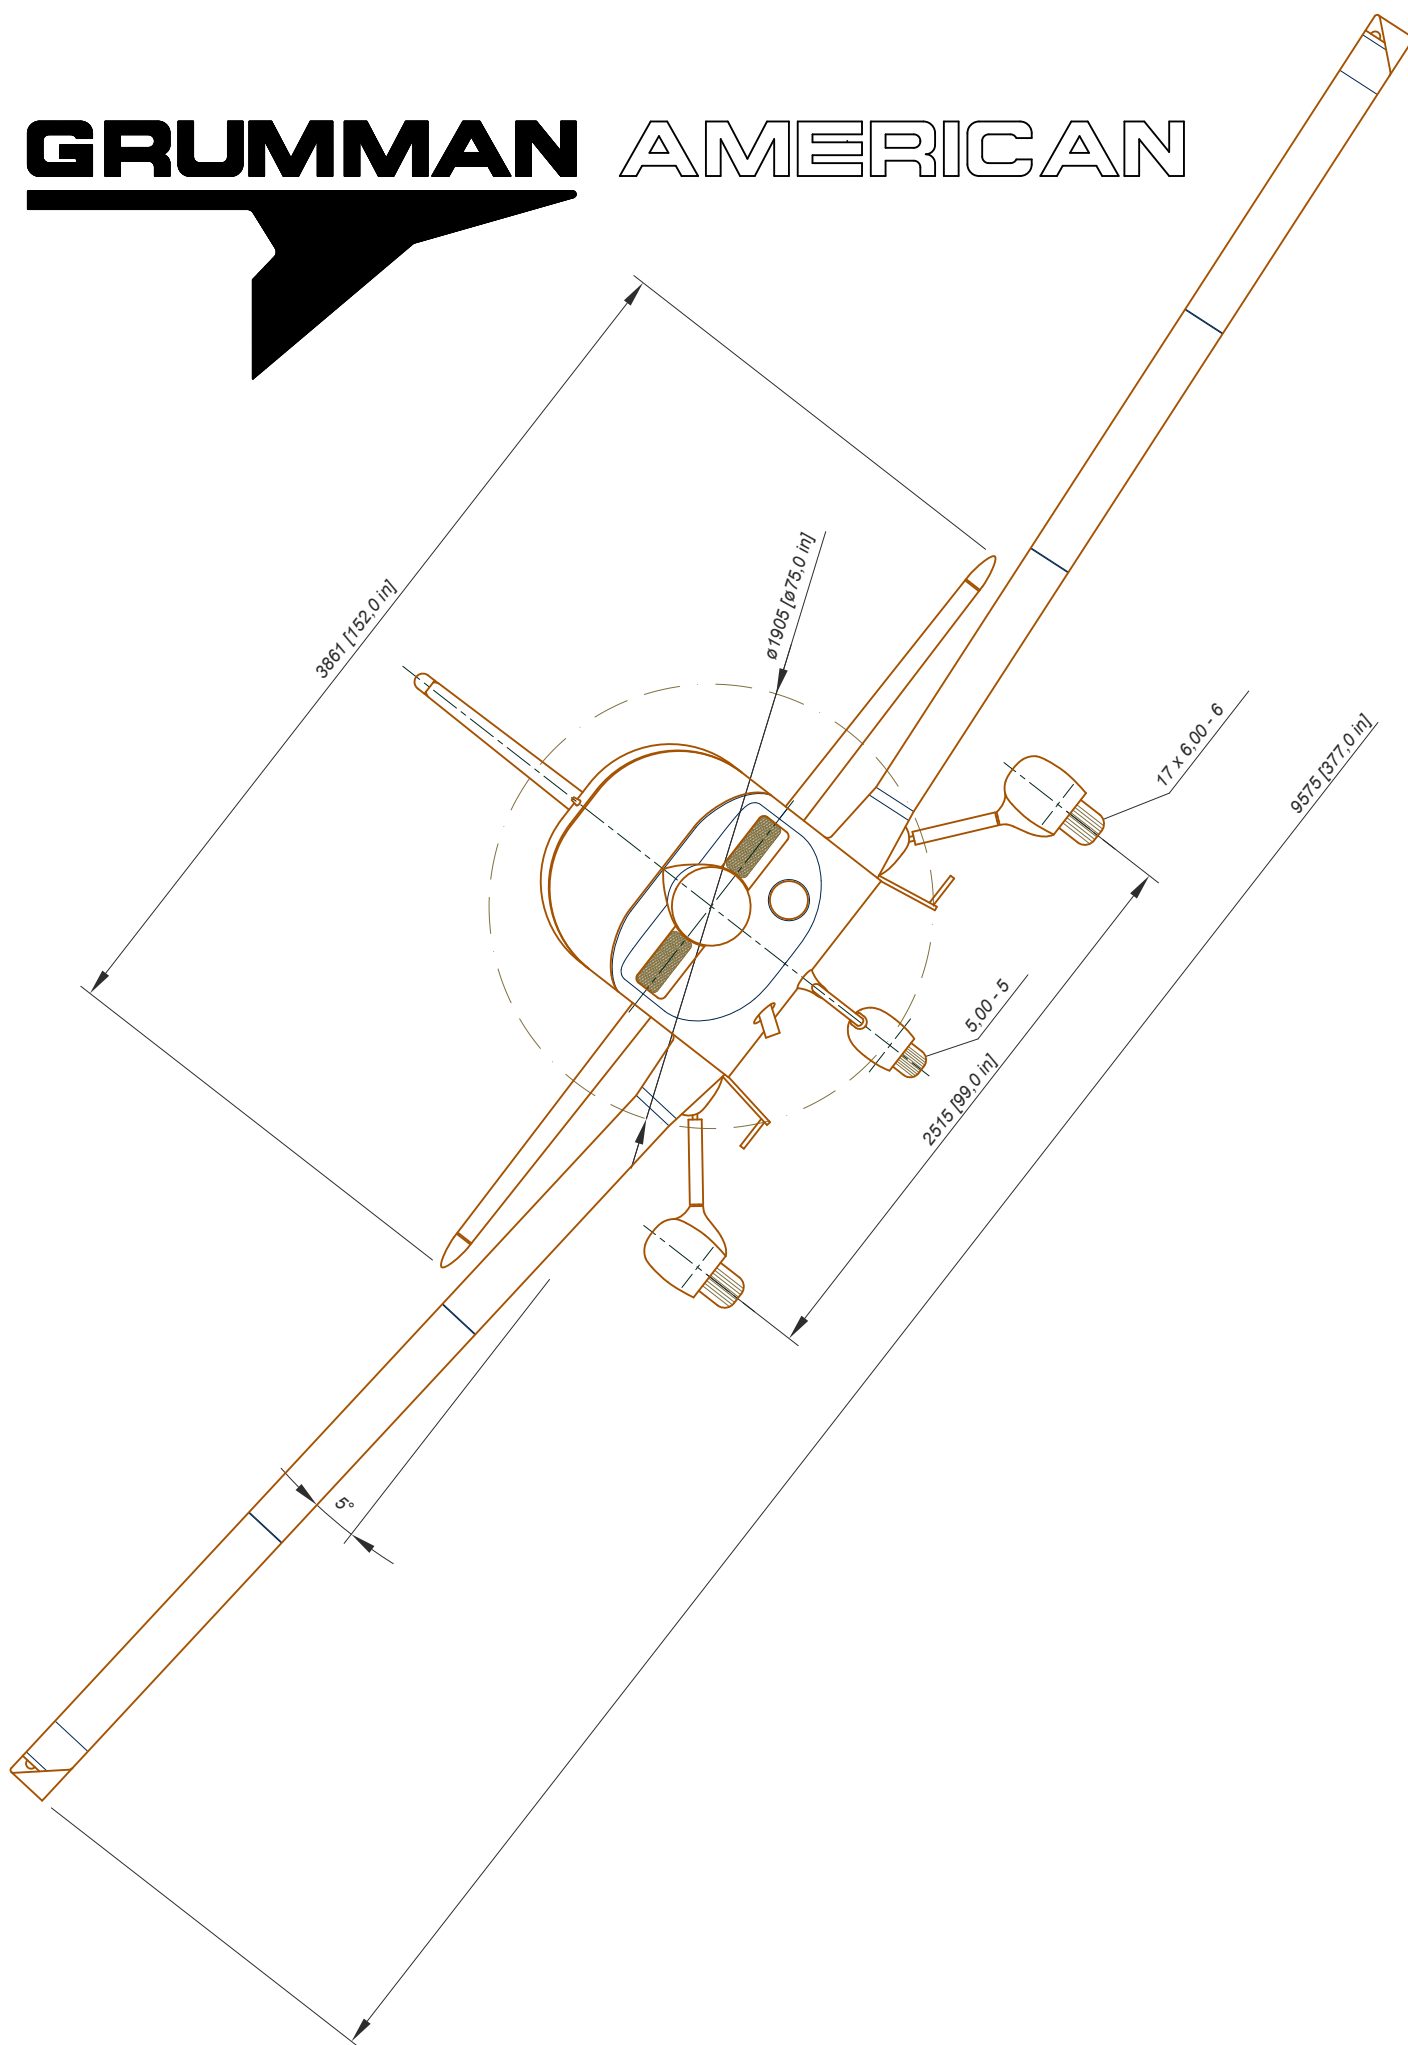 GRUMMAN AMERICAN
3861 [152,0 in]
ø1905 [ø75,0 in]
17 x 6,00 - 6
9575 [377,0 in]
5,00 - 5
2515 [99,0 in]
5°